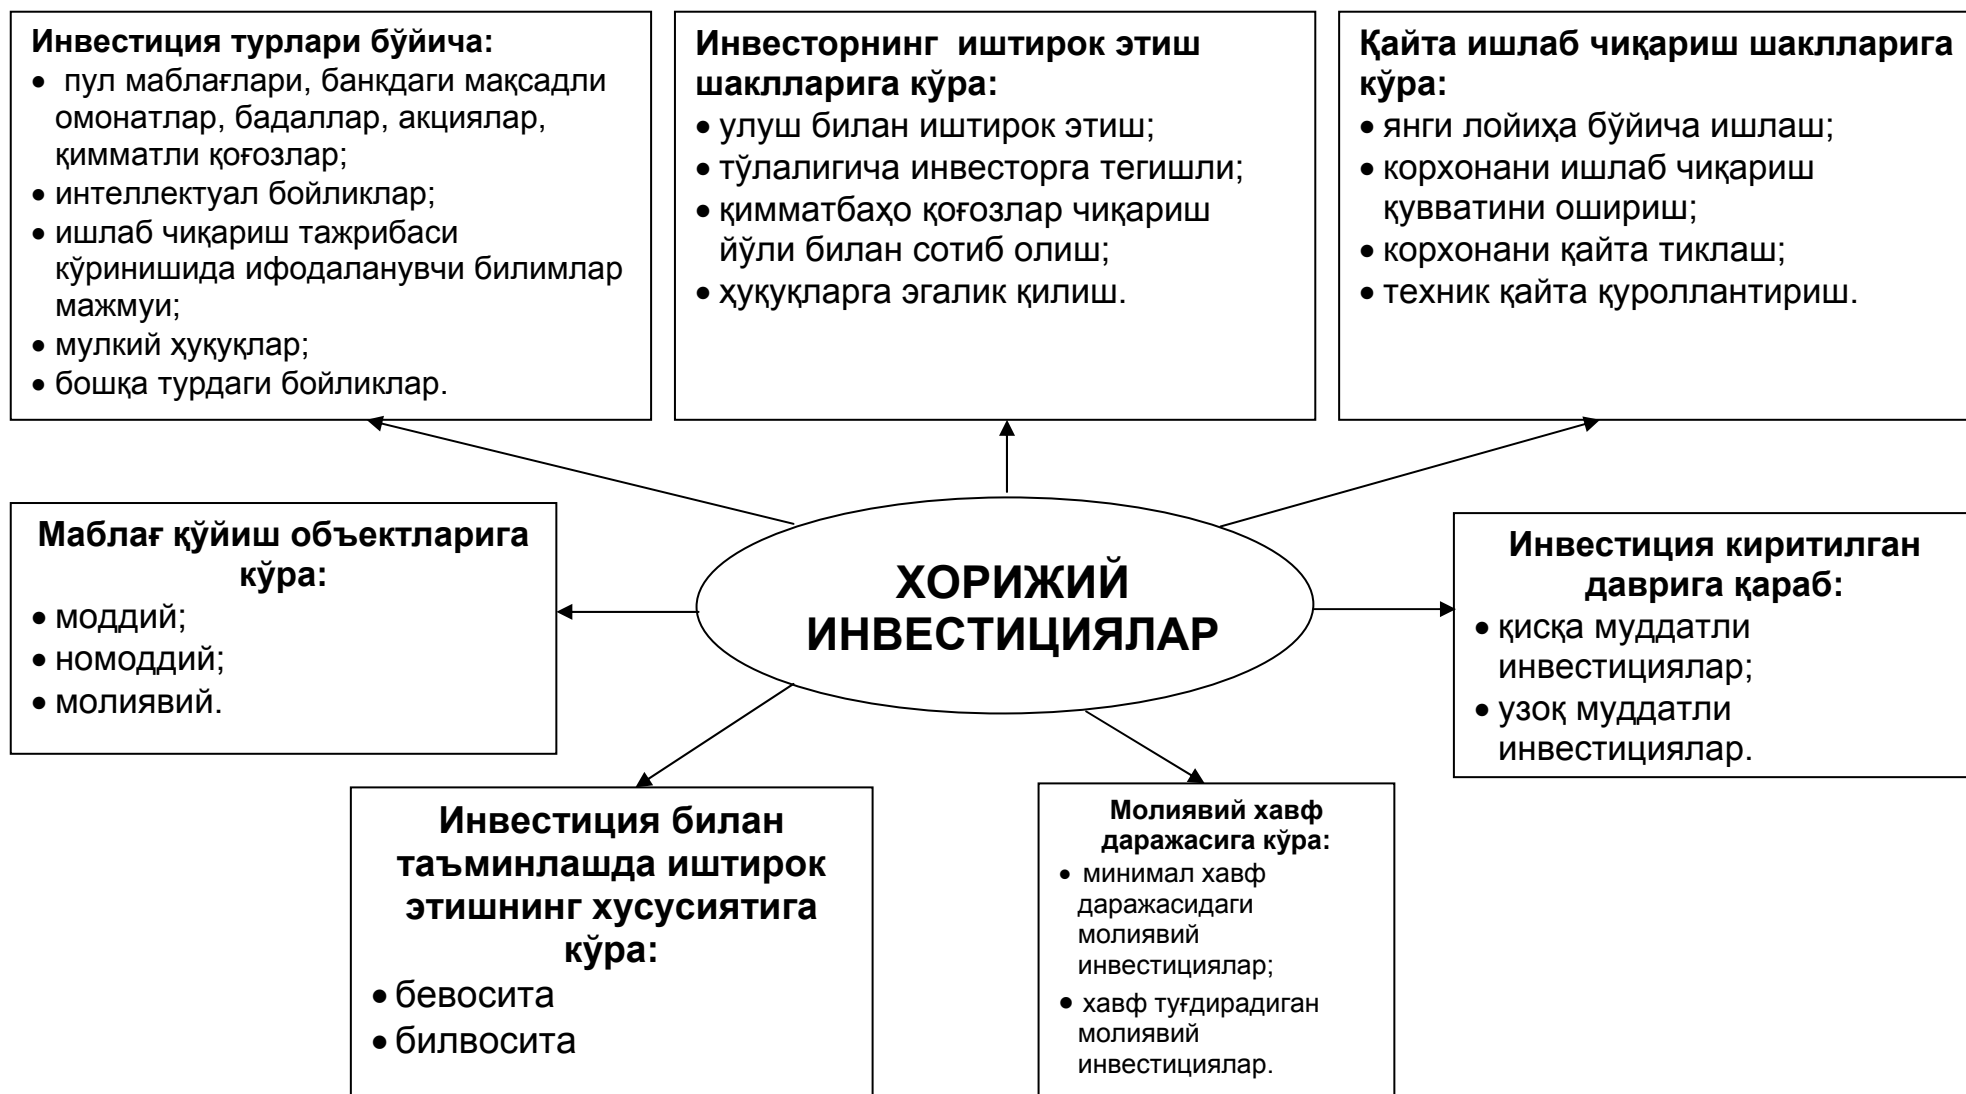 Инвестиция турлари бўйича:
• пул маблағлари, банкдаги мақсадли
омонатлар, бадаллар, акциялар,
қимматли қоғозлар;
• интеллектуал бойликлар;
• ишлаб чиқариш тажрибаси
кўринишида ифодаланувчи билимлар
мажмуи;
• мулкий ҳуқуқлар;
• бошқа турдаги бойликлар.
Инвесторнинг иштирок этиш
шаклларига кўра:
• улуш билан иштирок этиш;
• тўлалигича инвесторга тегишли;
• қимматбаҳо қоғозлар чиқариш
йўли билан сотиб олиш;
• ҳуқуқларга эгалик қилиш.
Қайта ишлаб чиқариш шаклларига
кўра:
• янги лойиҳа бўйича ишлаш;
• корхонани ишлаб чиқариш
қувватини ошириш;
• корхонани қайта тиклаш;
• техник қайта қуроллантириш.
Маблағ қўйиш объектларига
кўра:
• моддий;
• номоддий;
• молиявий.
ХОРИЖИЙ
ИНВЕСТИЦИЯЛАР
Инвестиция киритилган
даврига қараб:
• қисқа муддатли
инвестициялар;
• узоқ муддатли
инвестициялар.
Инвестиция билан
таъминлашда иштирок
этишнинг хусусиятига
кўра:
• бевосита
• билвосита
Молиявий хавф
даражасига кўра:
• минимал хавф
даражасидаги
молиявий
инвестициялар;
• хавф туғдирадиган
молиявий
инвестициялар.